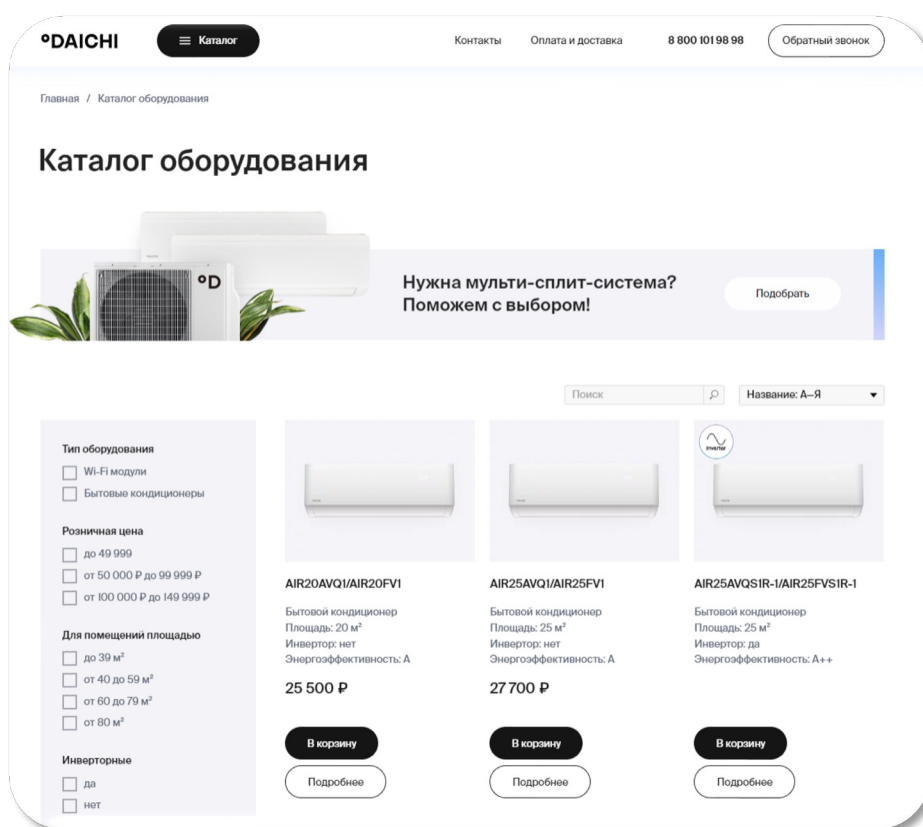 °DAICHI
Каталог
Контакты
Оплата и доставка
8 800 101 98 98
Обратный звонок
Главная / Каталог оборудования
Каталог оборудования
°D
Нужна мульти-сплит-система?
Поможем с выбором!
Подобрать
Поиск
Название: А—Я
Тип оборудования
Wi-Fi модули
Бытовые кондиционеры
Розничная цена
до 49 999
от 50 000 ₽ до 99 999 ₽
от 100 000 ₽ до 149 999 ₽
Для помещений площадью
до 39 м²
от 40 до 59 м²
от 60 до 79 м²
от 80 м²
Инверторные
да
нет
AIR20AVQ1/AIR20FV1
Бытовой кондиционер
Площадь: 20 м²
Инвертор: нет
Энергоэффективность: A
25 500 ₽
В корзину
Подробнее
AIR25AVQ1/AIR25FV1
Бытовой кондиционер
Площадь: 25 м²
Инвертор: нет
Энергоэффективность: A
27 700 ₽
В корзину
Подробнее
Inverter
AIR25AVQS1R-1/AIR25FVS1R-1
Бытовой кондиционер
Площадь: 25 м²
Инвертор: да
Энергоэффективность: A++
В корзину
Подробнее